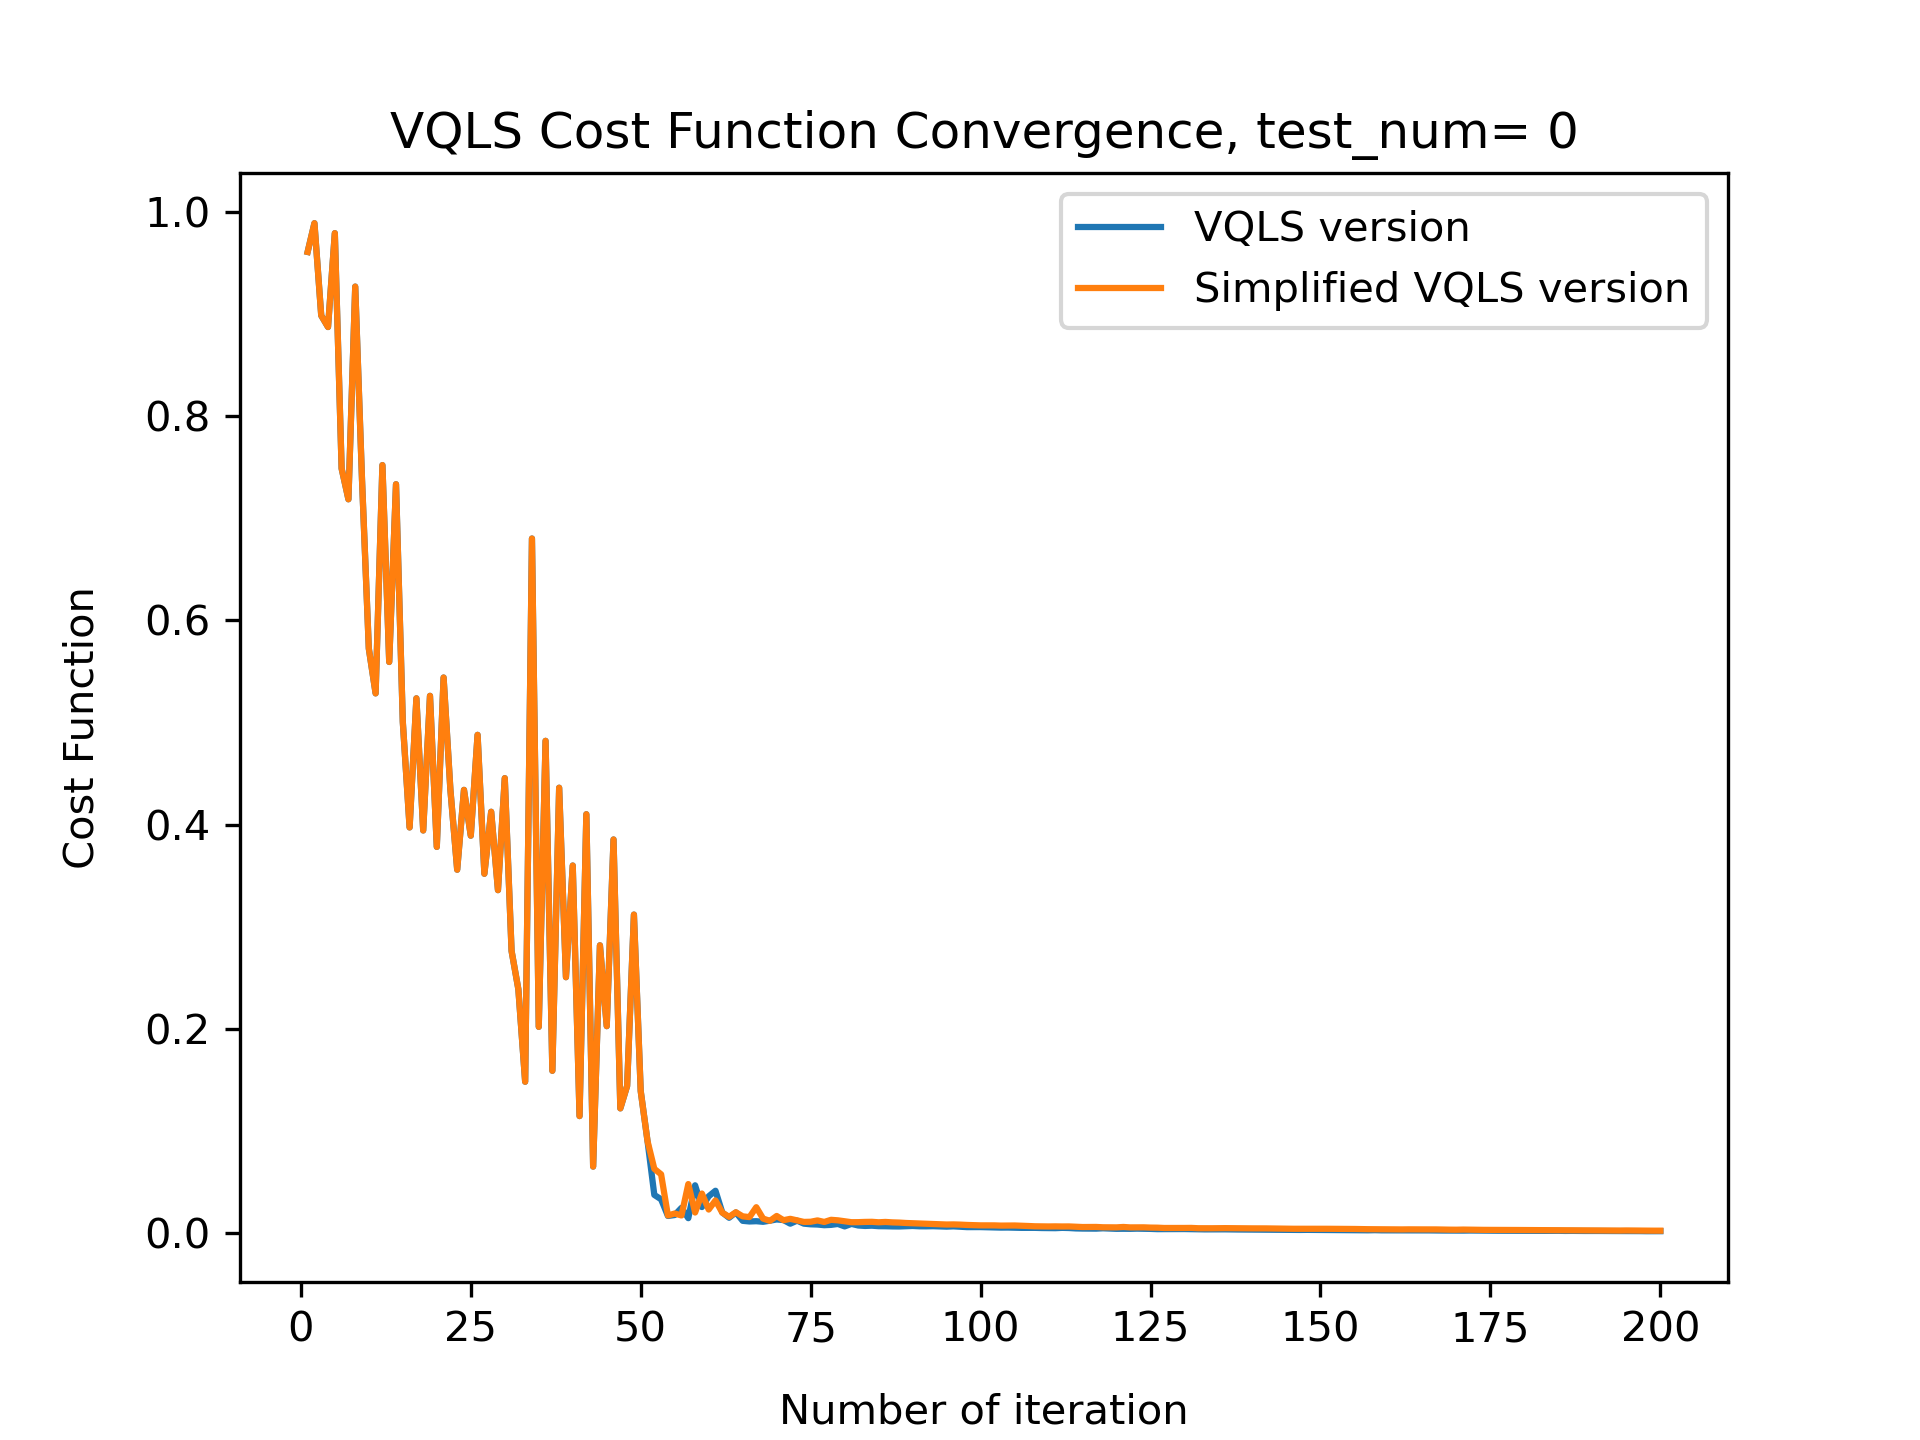 VQLS Cost Function Convergence, test_num= 0
VQLS version
Simplified VQLS version
1.0
0.8
0.6
0.4
0.2
0.0
Cost Function
0 25 50 75 100 125 150 175 200
Number of iteration